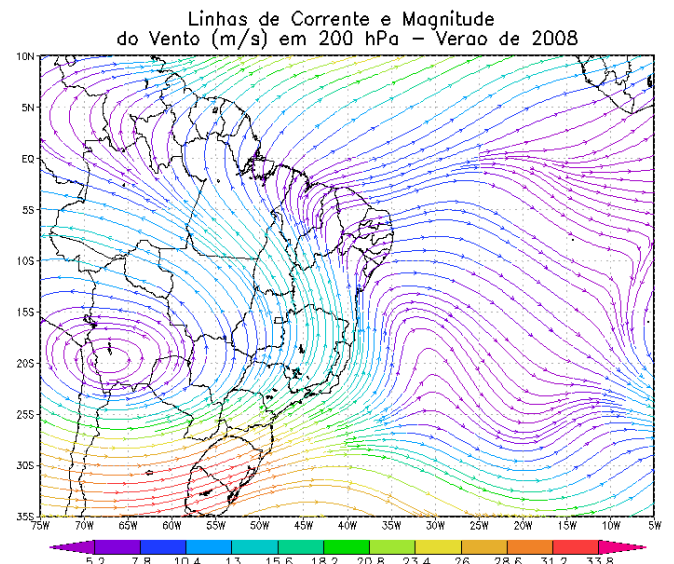 Linhas de Corrente e Magnitude
do Vento (m/s) em 200 hPa – Verao de 2008
10N
5N
EQ
5S
10S
15S
20S
25S
30S
35S
75W 70W 65W 60W 55W 50W 45W 40W 35W 30W 25W 20W 15W 10W 5W
5.2 7.8 10.4 13 15.6 18.2 20.8 23.4 26 28.6 31.2 33.8